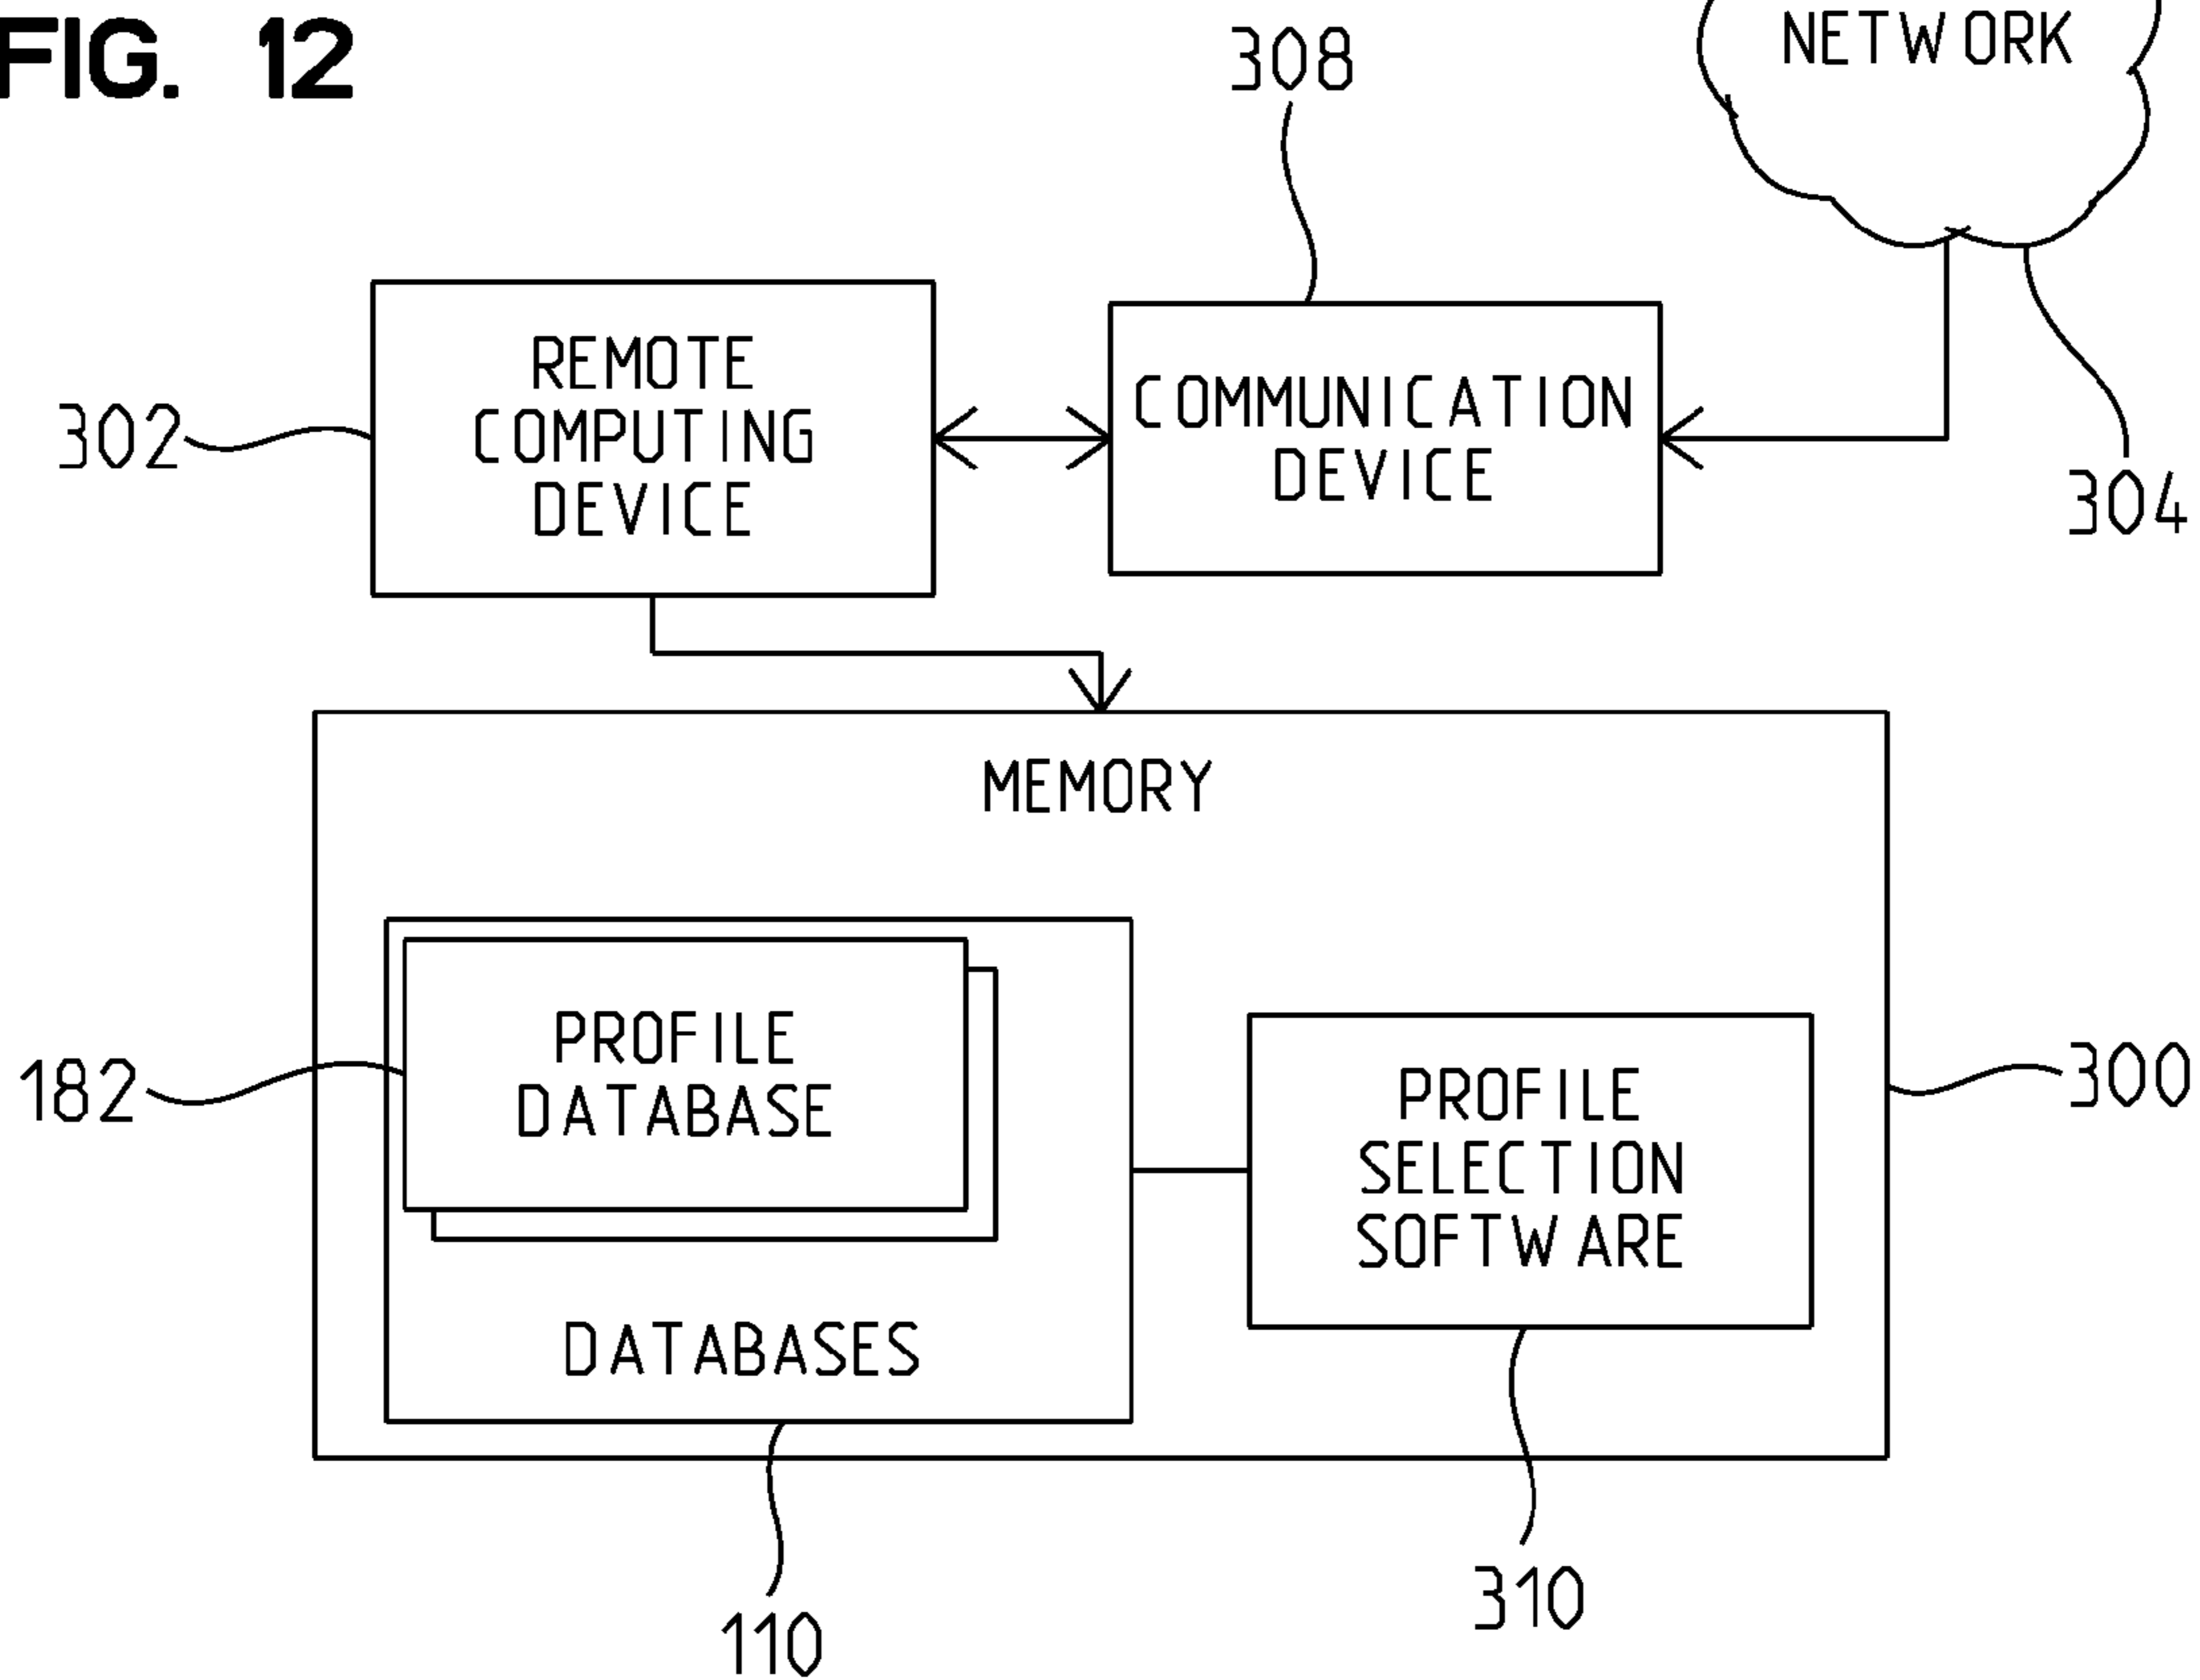 FIG. 12
NETWORK
308
REMOTE
COMPUTING
DEVICE
COMMUNICATION
DEVICE
302
304
MEMORY
PROFILE
DATABASE
182
PROFILE
SELECTION
SOFTWARE
300
DATABASES
310
110